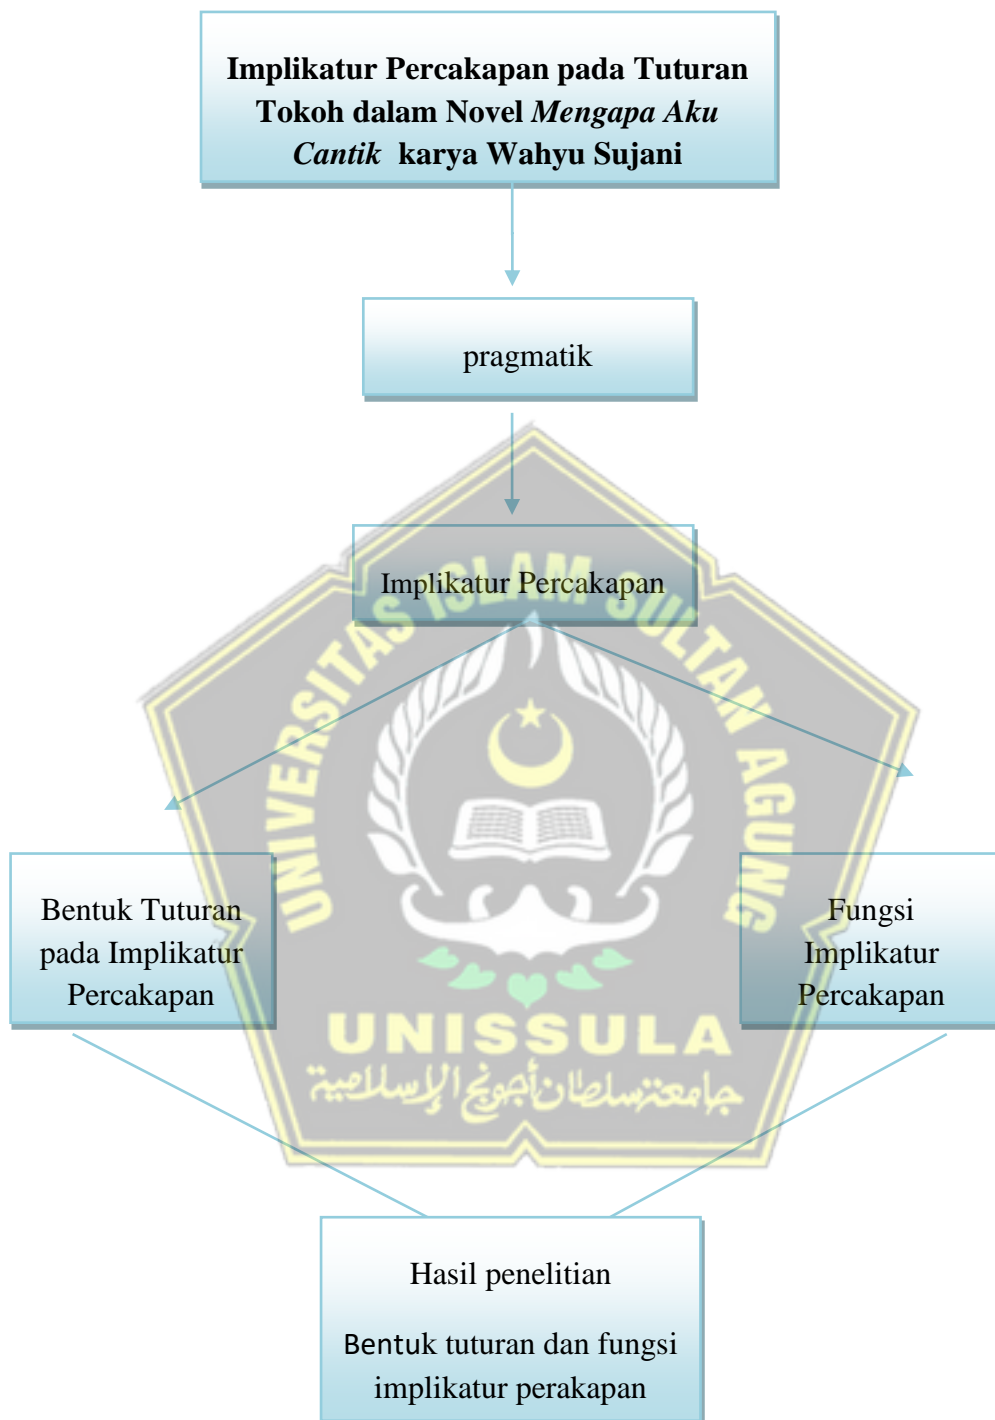 Implikatur Percakapan pada Tuturan
Tokoh dalam Novel Mengapa Aku
Cantik karya Wahyu Sujani
pragmatik
Implikatur Percakapan
UNIVERSITAS ISLAM SULTAN AGUNG
Bentuk Tuturan
pada Implikatur
Percakapan
Fungsi
Implikatur
Percakapan
UNISSULA
جامعة سلطان أجونج الإسلامية
Hasil penelitian
Bentuk tuturan dan fungsi
implikatur perakapan